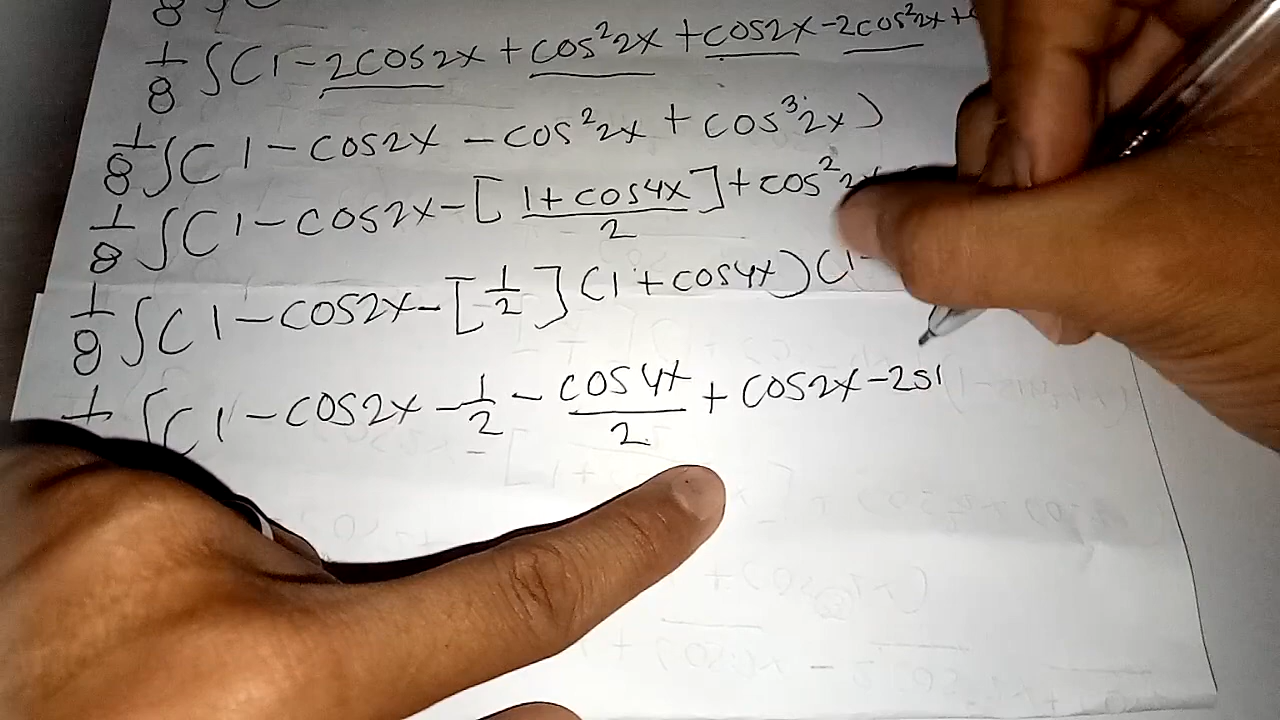 8
1/8 ∫(1-2cos2x + cos²2x + cos2x - 2cos²2x +
1/8 ∫(1 - cos2x - cos²2x + cos³2x)
1/8 ∫(1 - cos2x - [1+cos4x/2] + cos²2x
1/8 ∫(1 - cos2x - [1/2] (1 + cos4x) (1-
1 ∫(1 - cos2x - 1/2 - cos4x/2 + cos2x - 2si